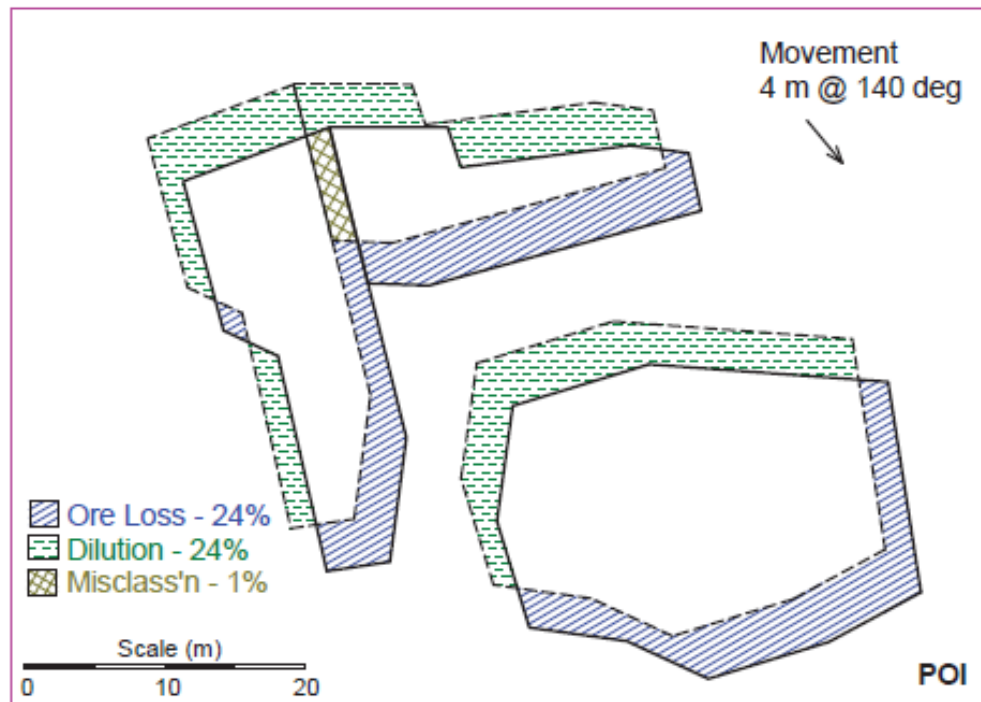 Movement
4 m @ 140 deg
Ore Loss - 24%
Dilution - 24%
Misclass'n - 1%
Scale (m)
0 10 20
POI